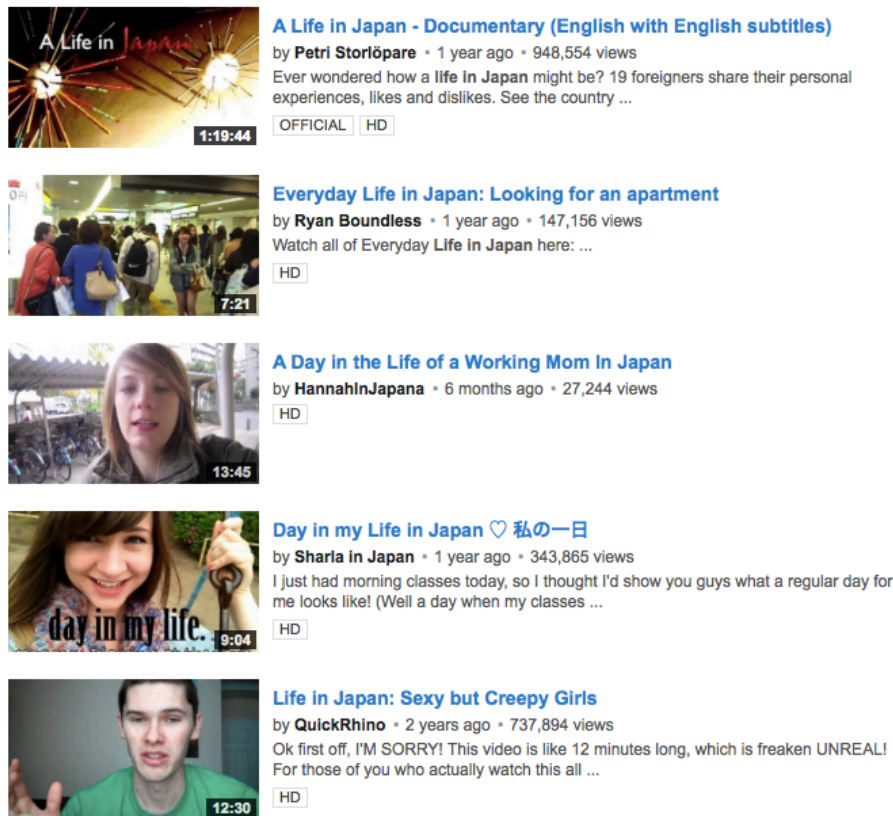 A Life in Japan
1:19:44
A Life in Japan - Documentary (English with English subtitles)
by Petri Storlöpare • 1 year ago • 948,554 views
Ever wondered how a life in Japan might be? 19 foreigners share their personal
experiences, likes and dislikes. See the country ...
OFFICIAL HD
7:21
Everyday Life in Japan: Looking for an apartment
by Ryan Boundless • 1 year ago • 147,156 views
Watch all of Everyday Life in Japan here: ...
HD
13:45
A Day in the Life of a Working Mom In Japan
by HannahInJapana • 6 months ago • 27,244 views
HD
day in my life.
9:04
Day in my Life in Japan ♡ 私の一日
by Sharla in Japan • 1 year ago • 343,865 views
I just had morning classes today, so I thought I'd show you guys what a regular day for
me looks like! (Well a day when my classes ...
HD
12:30
Life in Japan: Sexy but Creepy Girls
by QuickRhino • 2 years ago • 737,894 views
Ok first off, I'M SORRY! This video is like 12 minutes long, which is freaken UNREAL!
For those of you who actually watch this all ...
HD